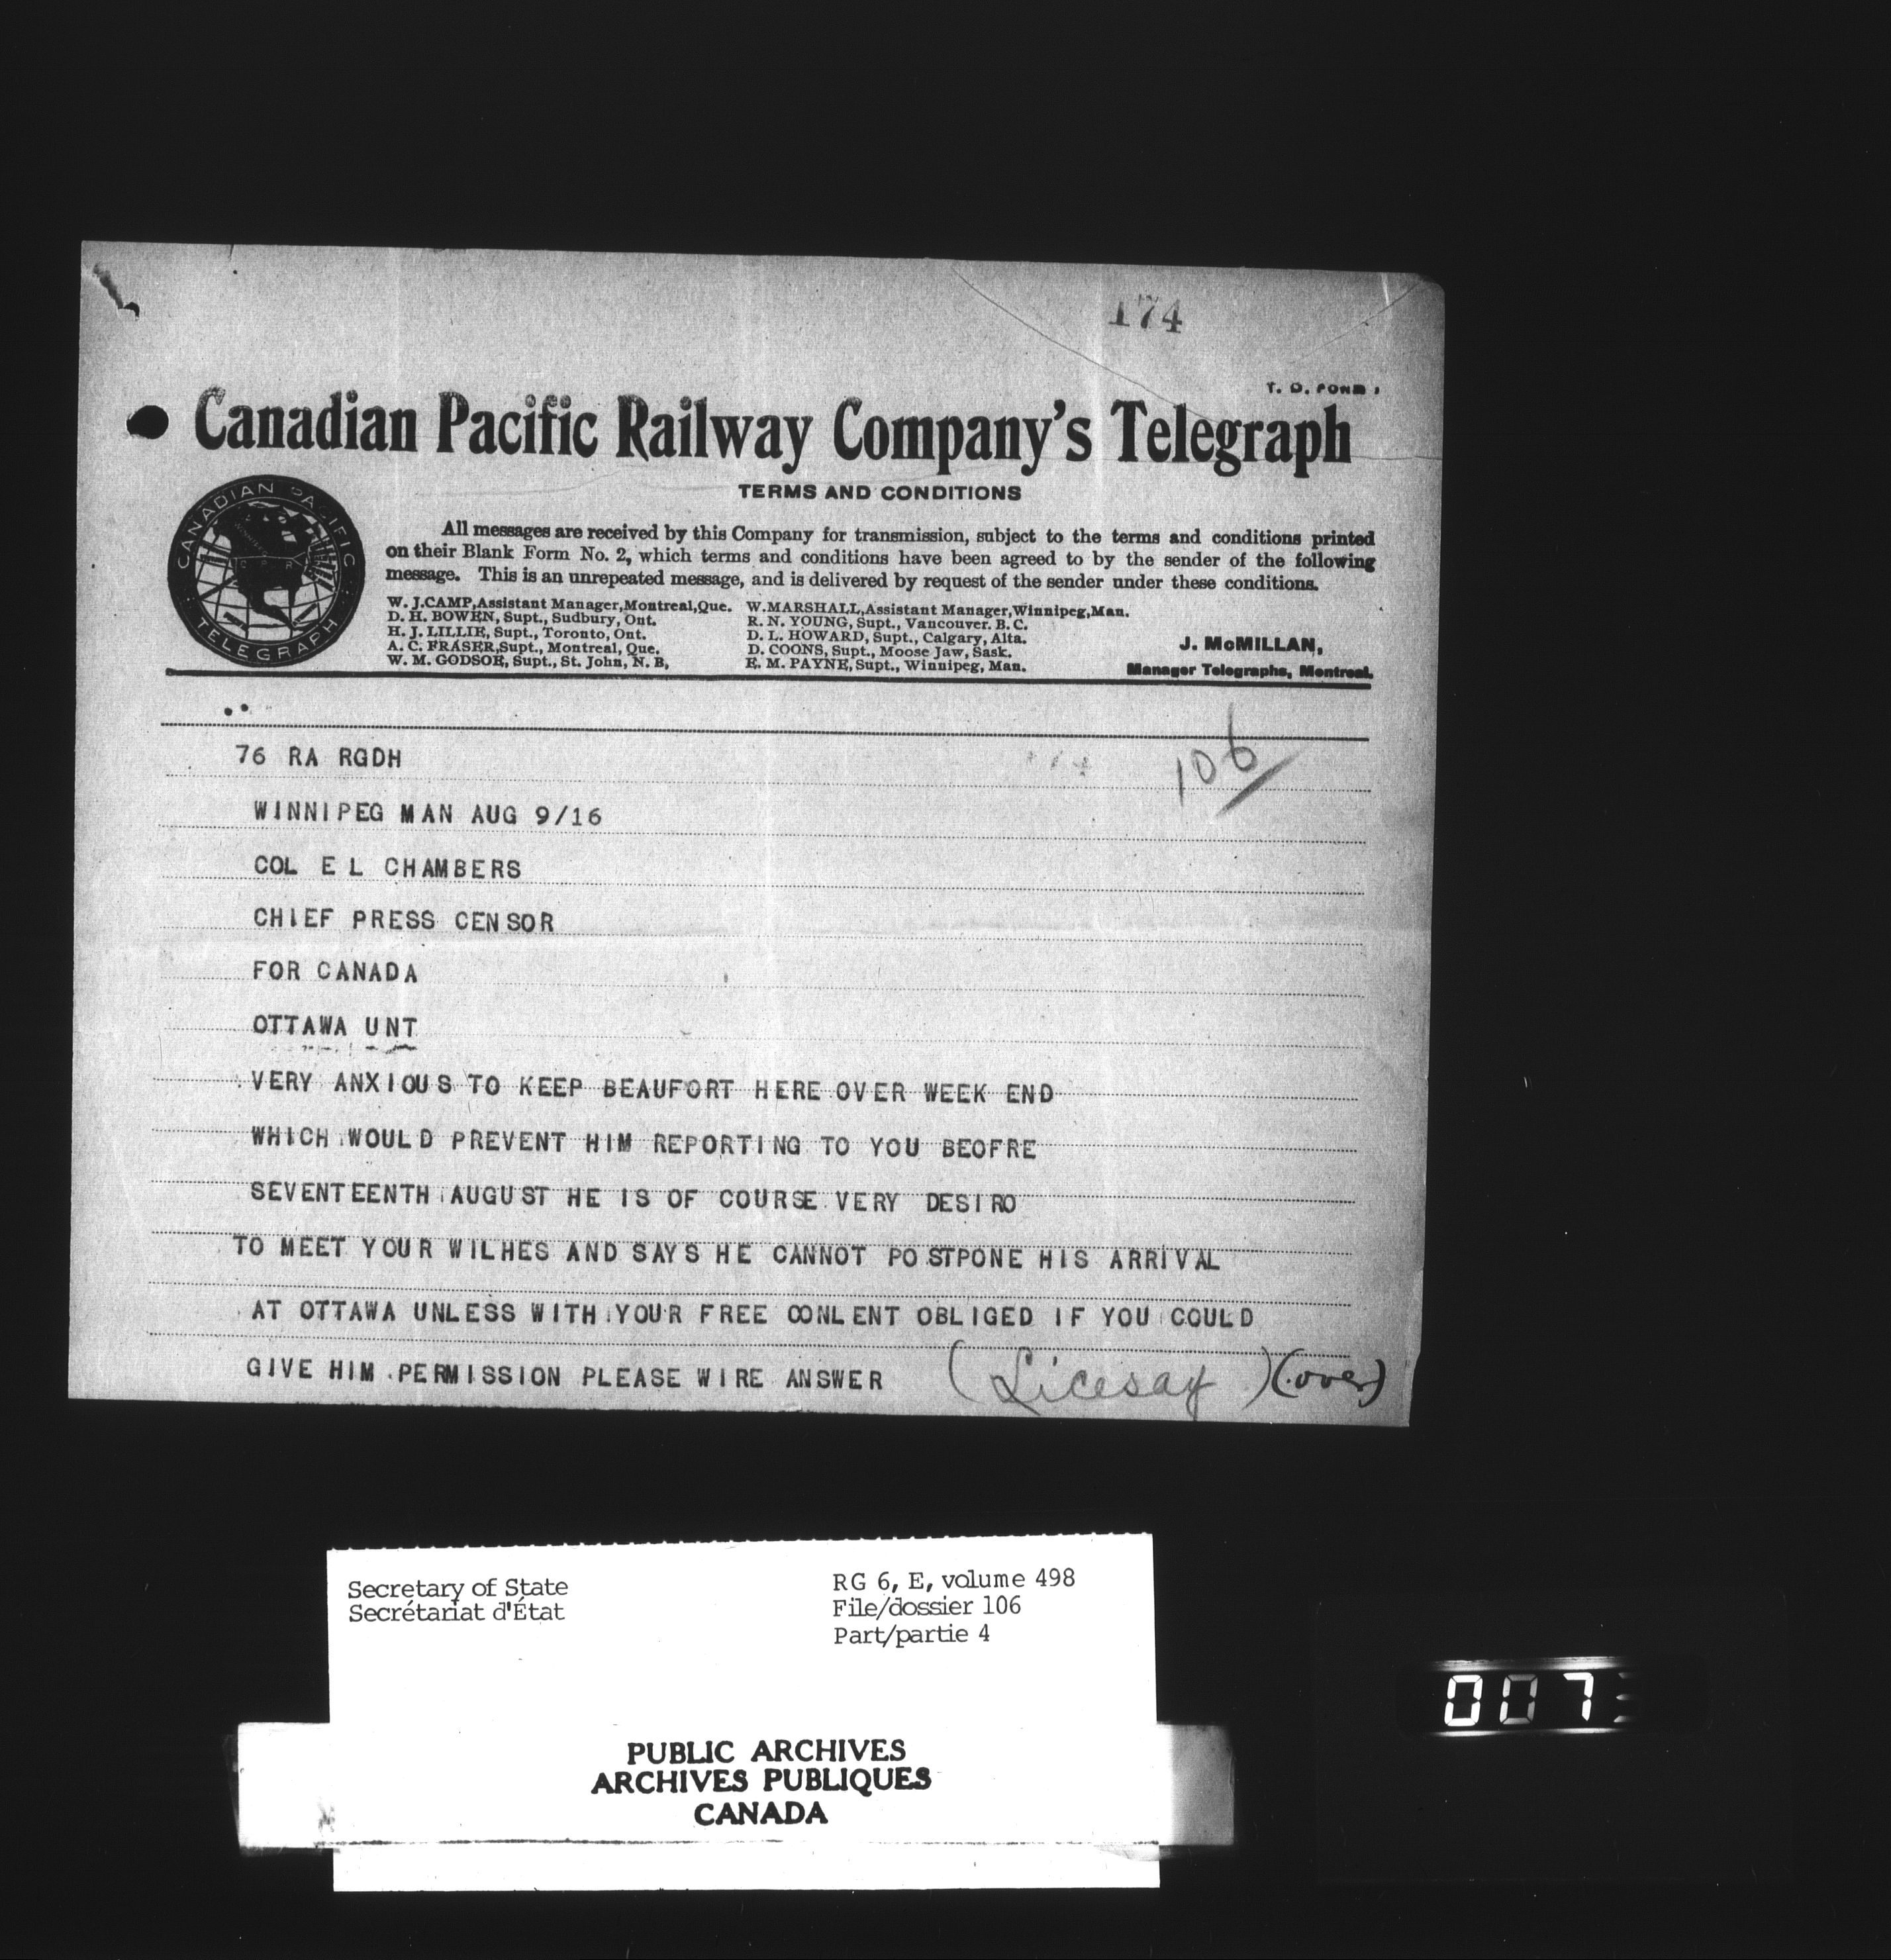 174
T. D. FORM 1
Canadian Pacific Railway Company's Telegraph
TERMS AND CONDITIONS
CANADIAN PACIFIC
C P R
TELEGRAPH
All messages are received by this Company for transmission, subject to the terms and conditions printed
on their Blank Form No. 2, which terms and conditions have been agreed to by the sender of the following
message. This is an unrepeated message, and is delivered by request of the sender under these conditions.
W. J.CAMP,Assistant Manager,Montreal,Que.
D. H. BOWEN, Supt., Sudbury, Ont.
H. J. LILLIE, Supt., Toronto, Ont.
A. C. FRASER,Supt., Montreal, Que.
W. M. GODSOE, Supt., St. John, N. B,
W.MARSHALL,Assistant Manager,Winnipeg,Man.
R. N. YOUNG, Supt., Vancouver. B. C.
D. L. HOWARD, Supt., Calgary, Alta.
D. COONS, Supt., Moose Jaw, Sask.
E. M. PAYNE, Supt., Winnipeg, Man.
J. McMILLAN,
Manager Telegraphs, Montreal.
106
76 RA RGDH
WINNIPEG MAN AUG 9/16
COL E L CHAMBERS
CHIEF PRESS CENSOR
FOR CANADA
OTTAWA UNT
VERY ANXIOUS TO KEEP BEAUFORT HERE OVER WEEK END
WHICH WOULD PREVENT HIM REPORTING TO YOU BEOFRE
SEVENTEENTH AUGUST HE IS OF COURSE VERY DESIRO
TO MEET YOUR WILHES AND SAYS HE CANNOT POSTPONE HIS ARRIVAL
AT OTTAWA UNLESS WITH YOUR FREE CONLENT OBLIGED IF YOU COULD
GIVE HIM PERMISSION PLEASE WIRE ANSWER (Licesay) (over)
Secretary of State
Secrétariat d'État
RG 6, E, volume 498
File/dossier 106
Part/partie 4
PUBLIC ARCHIVES
ARCHIVES PUBLIQUES
CANADA
007